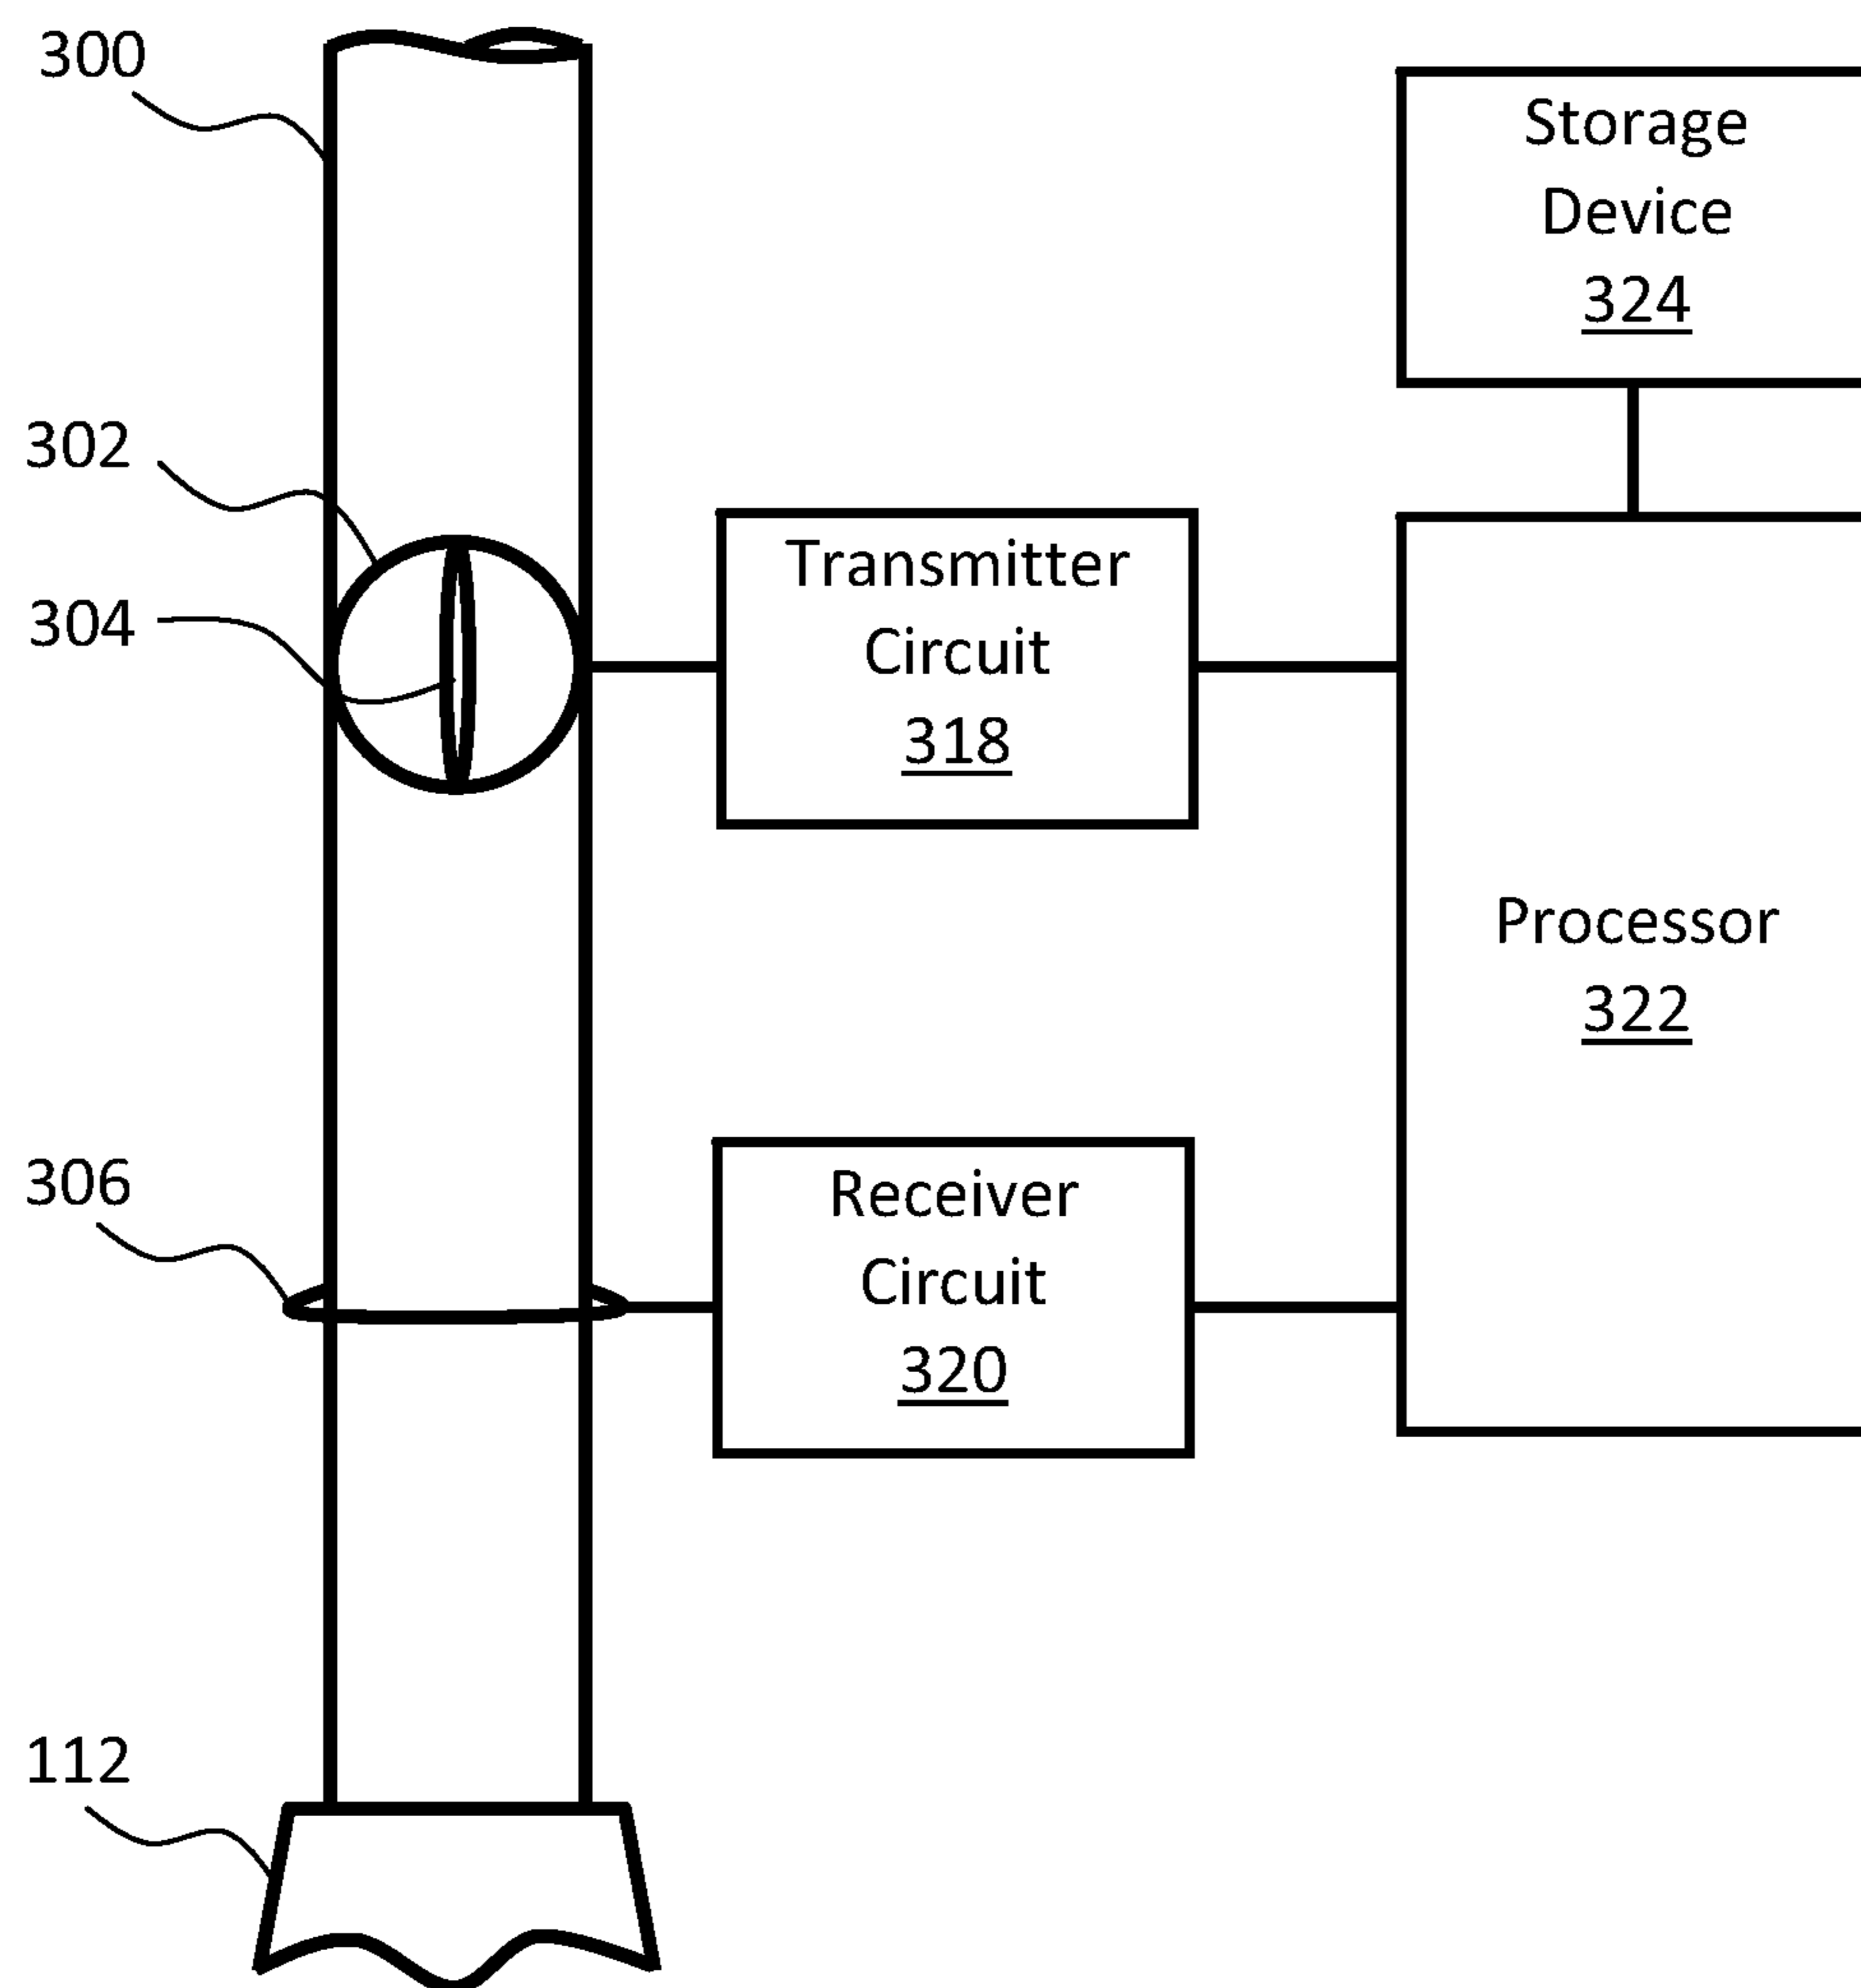 300
Storage
Device
324
302
Transmitter
Circuit
318
304
Processor
322
306
Receiver
Circuit
320
112